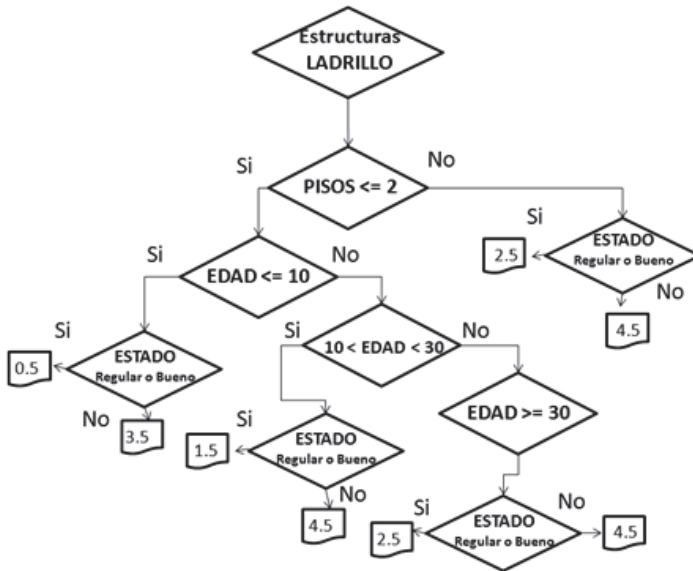 Estructuras
LADRILLO
Si
No
PISOS <= 2
Si
ESTADO
Regular o Bueno
2.5
No
4.5
Si
No
EDAD <= 10
Si
ESTADO
Regular o Bueno
0.5
No
3.5
Si
No
10 < EDAD < 30
Si
ESTADO
Regular o Bueno
1.5
No
4.5
EDAD >= 30
Si
No
ESTADO
Regular o Bueno
2.5
4.5